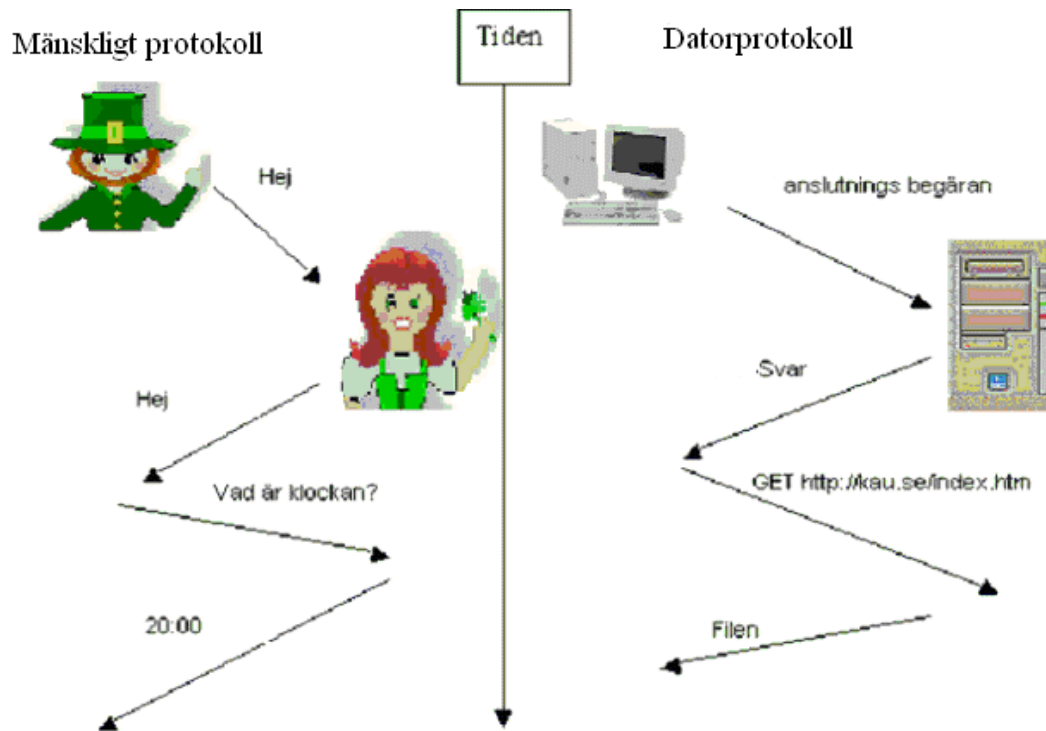 Mänskligt protokoll
Tiden
Datorprotokoll
Hej
anslutnings begäran
Hej
Svar
Vad är klockan?
GET http://kau.se/index.htm
20:00
Filen